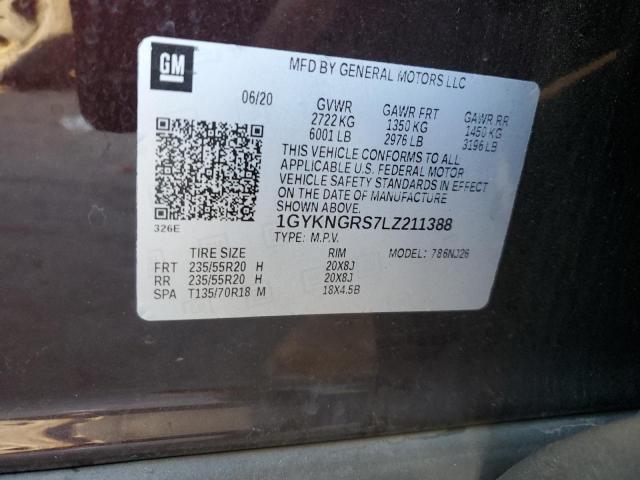 GM
MFD BY GENERAL MOTORS LLC
06/20
GVWR
2722 KG
6001 LB
GAWR FRT
1350 KG
2976 LB
GAWR RR
1450 KG
3196 LB
THIS VEHICLE CONFORMS TO ALL
APPLICABLE U.S. FEDERAL MOTOR
VEHICLE SAFETY STANDARDS IN EFFECT
ON THE DATE OF MANUFACTURE
SHOWN ABOVE.
326E
1GYKNGRS7LZ211388
TYPE: M.P.V.
MODEL: 786NJ26
TIRE SIZE RIM
FRT 235/55R20 H 20X8J
RR 235/55R20 H 20X8J
SPA T135/70R18 M 18X4.5B